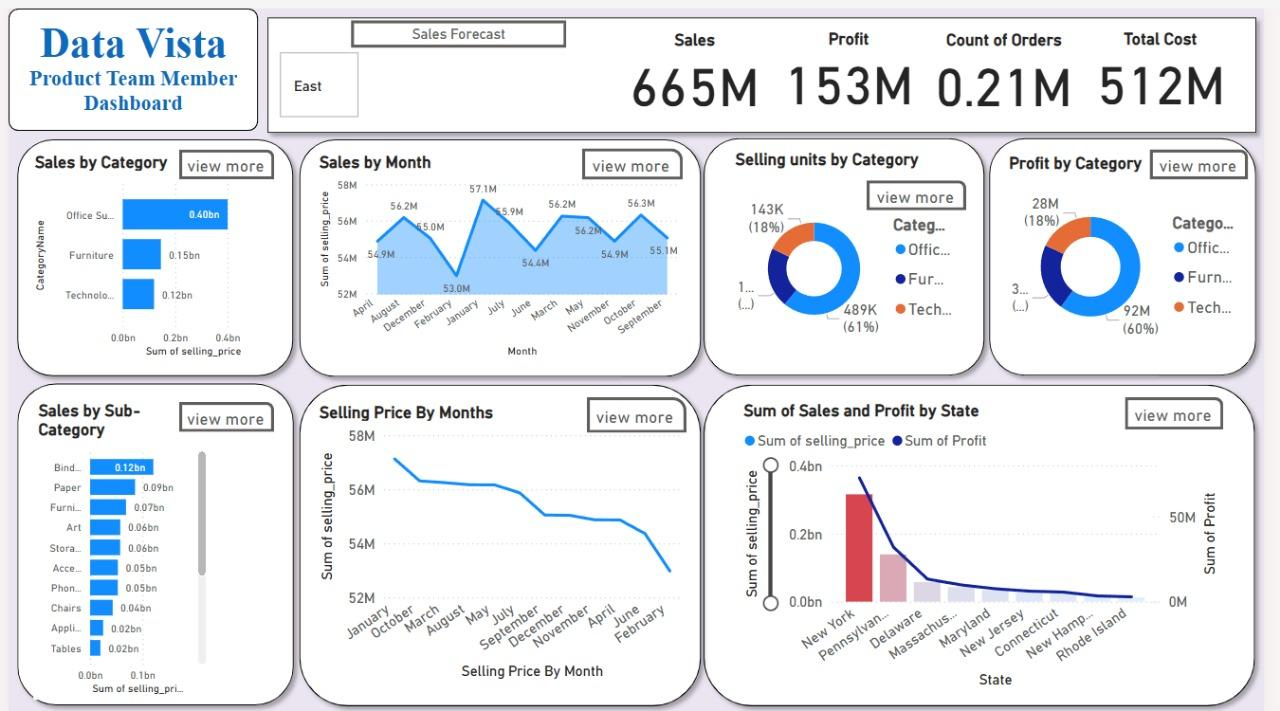 Data Vista
Product Team Member
Dashboard
Sales Forecast
East
Sales
Profit
Count of Orders
Total Cost
665M
153M
0.21M
512M
Sales by Category
view more
CategoryName
Office Su...
0.40bn
Furniture
0.15bn
Technolo...
0.12bn
0.0bn
0.2bn
0.4bn
Sum of selling_price
Sales by Month
view more
Sum of selling_price
58M
56M
54M
52M
54.9M
56.2M
55.0M
53.0M
57.1M
55.9M
54.4M
56.2M
56.2M
54.9M
56.3M
55.1M
April
August
December
February
January
July
June
March
May
November
October
September
Month
Selling units by Category
view more
143K
(18%)
1...
(...)
489K
(61%)
Categ...
Offic...
Fur...
Tech...
Profit by Category
view more
28M
(18%)
3...
(...)
92M
(60%)
Catego...
Offic...
Furn...
Tech...
Sales by Sub-
Category
view more
Bind...
0.12bn
Paper
0.09bn
Furni...
0.07bn
Art
0.06bn
Stora...
0.06bn
Acce...
0.05bn
Phon...
0.05bn
Chairs
0.04bn
Appli...
0.02bn
Tables
0.02bn
0.0bn
0.1bn
Sum of selling_pri...
Selling Price By Months
view more
Sum of selling_price
58M
56M
54M
52M
January
October
March
August
May
July
September
December
November
April
June
February
Selling Price By Month
Sum of Sales and Profit by State
view more
Sum of selling_price
Sum of Profit
Sum of selling_price
0.4bn
0.2bn
0.0bn
50M
0M
Sum of Profit
New York
Pennsylvan...
Delaware
Massachus...
Maryland
New Jersey
Connecticut
New Hamp...
Rhode Island
State